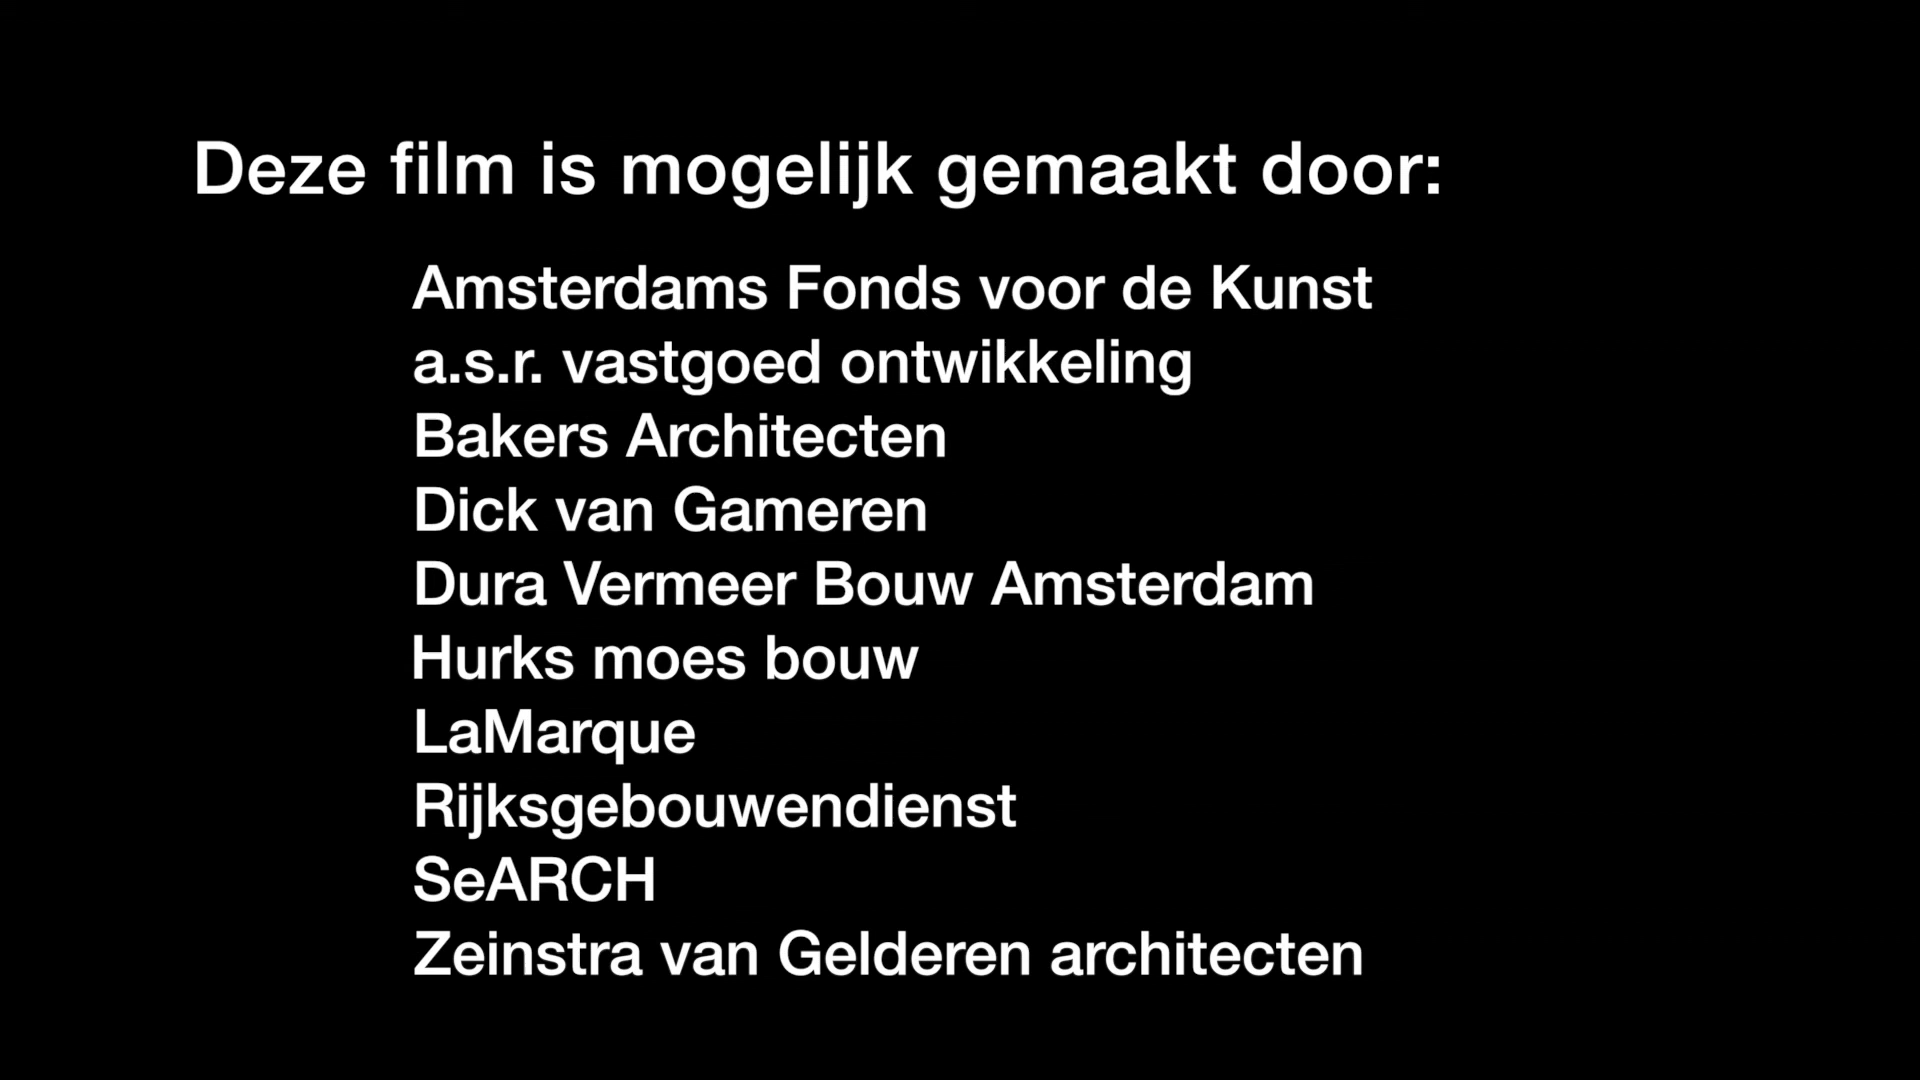 Deze film is mogelijk gemaakt door:
Amsterdams Fonds voor de Kunst
a.s.r. vastgoed ontwikkeling
Bakers Architecten
Dick van Gameren
Dura Vermeer Bouw Amsterdam
Hurks moes bouw
LaMarque
Rijksgebouwendienst
SeARCH
Zeinstra van Gelderen architecten